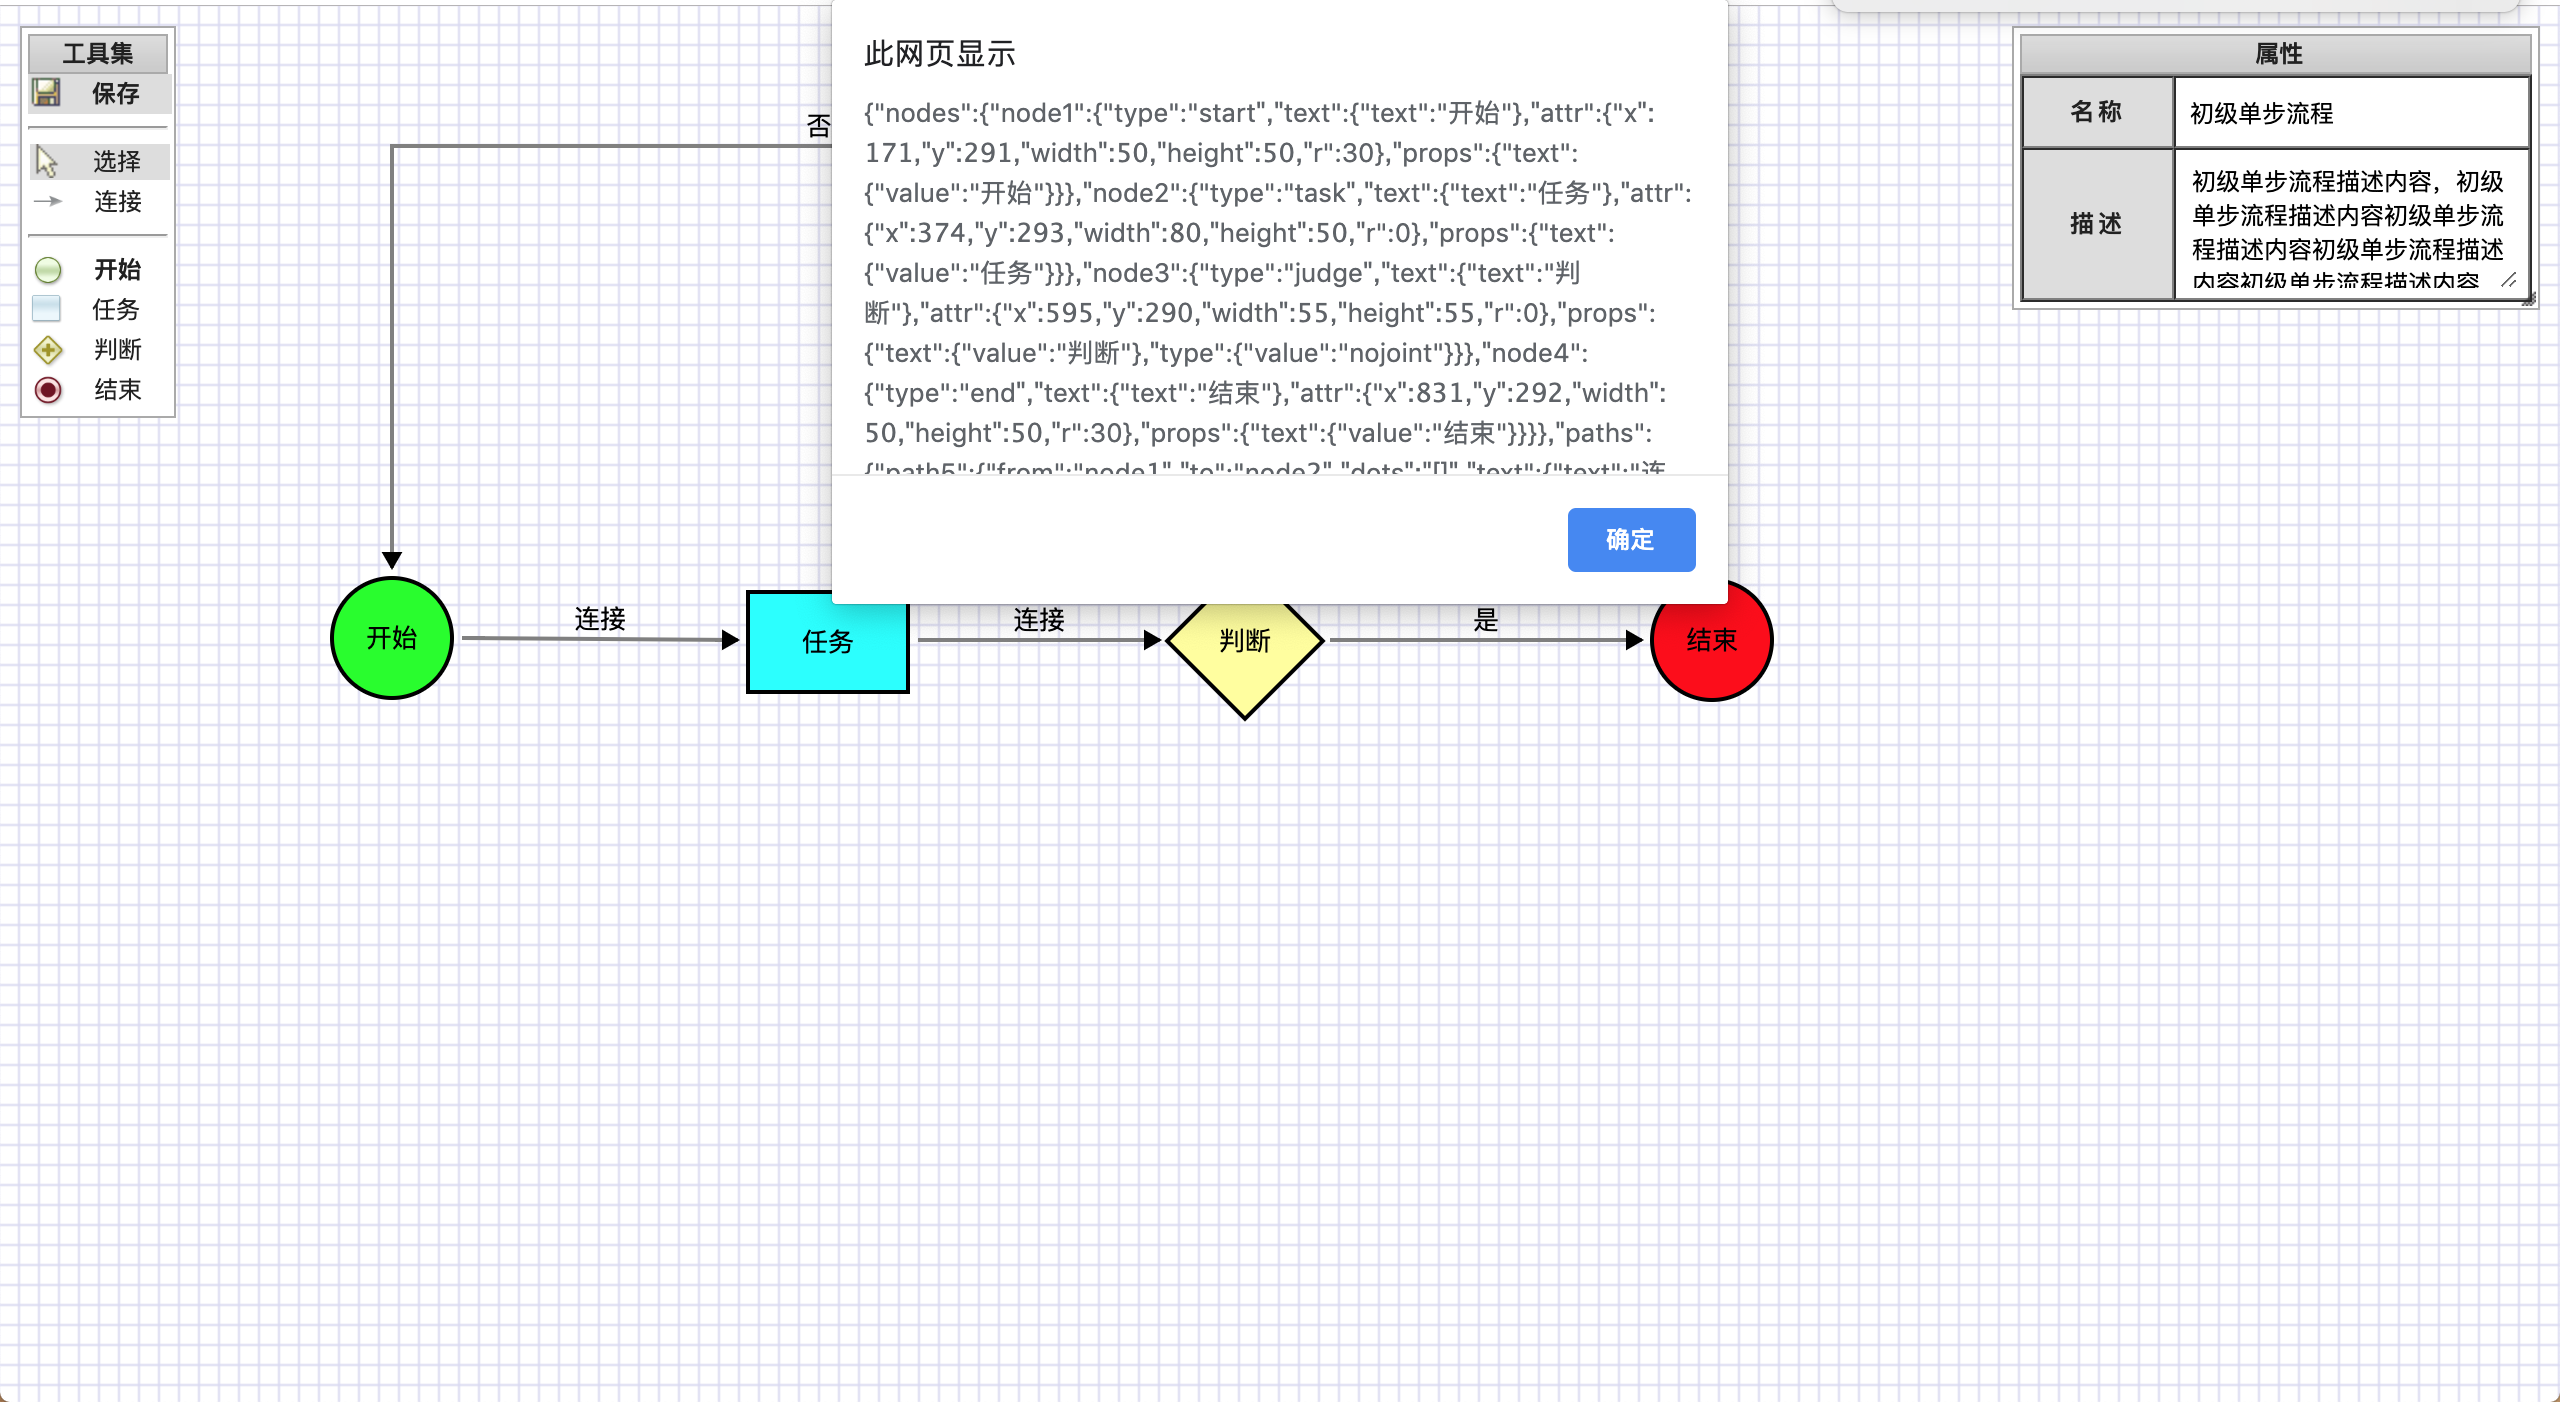 工具集
保存
选择
连接
开始
任务
判断
结束
此网页显示
{"nodes":{"node1":{"type":"start","text":{"text":"开始"},"attr":{"x":
171,"y":291,"width":50,"height":50,"r":30},"props":{"text":
{"value":"开始"}}},"node2":{"type":"task","text":{"text":"任务"},"attr":
{"x":374,"y":293,"width":80,"height":50,"r":0},"props":{"text":
{"value":"任务"}}},"node3":{"type":"judge","text":{"text":"判
断"},"attr":{"x":595,"y":290,"width":55,"height":55,"r":0},"props":
{"text":{"value":"判断"},"type":{"value":"nojoint"}}},"node4":
{"type":"end","text":{"text":"结束"},"attr":{"x":831,"y":292,"width":
50,"height":50,"r":30},"props":{"text":{"value":"结束"}}}},"paths":
{"path5":{"from":"node1","to":"node2","dots":"[]","text":{"text":"连
确定
属性
名称
初级单步流程
描述
初级单步流程描述内容，初级
单步流程描述内容初级单步流
程描述内容初级单步流程描述
内容初级单步流程描述内容
否
开始
连接
任务
连接
判断
是
结束